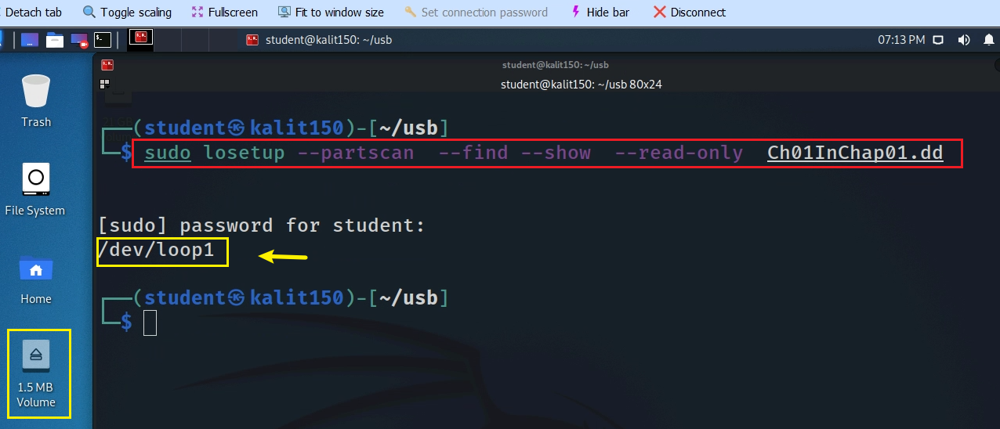 Detach tab Toggle scaling Fullscreen Fit to window size Set connection password Hide bar Disconnect
student@kalit150: ~/usb 07:13 PM
student@kalit150: ~/usb
student@kalit150: ~/usb 80x24
Trash
File System
Home
1.5 MB
Volume
(student㉿kalit150)-[~/usb]
$ sudo losetup --partscan --find --show --read-only Ch01InChap01.dd
[sudo] password for student:
/dev/loop1
(student㉿kalit150)-[~/usb]
$